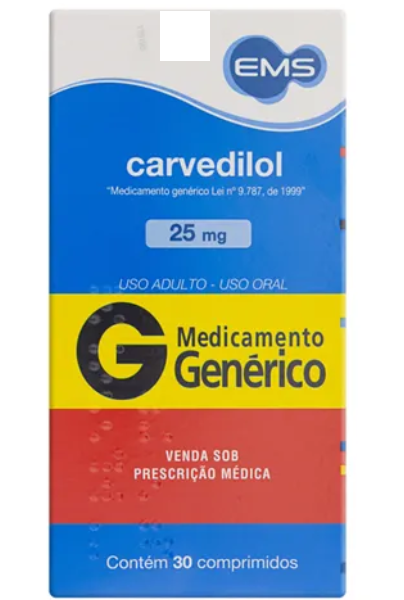 EMS
carvedilol
"Medicamento genérico Lei nº 9.787, de 1999"
25 mg
USO ADULTO - USO ORAL
G Medicamento
Genérico
VENDA SOB
PRESCRIÇÃO MÉDICA
Contém 30 comprimidos